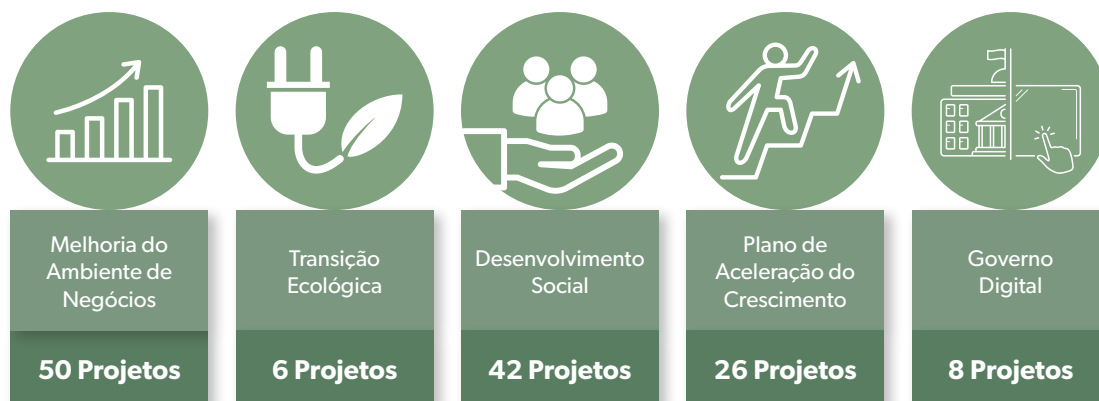 Melhoria do
Ambiente de
Negócios
50 Projetos
Transição
Ecológica
6 Projetos
Desenvolvimento
Social
42 Projetos
Plano de
Aceleração do
Crescimento
26 Projetos
Governo
Digital
8 Projetos